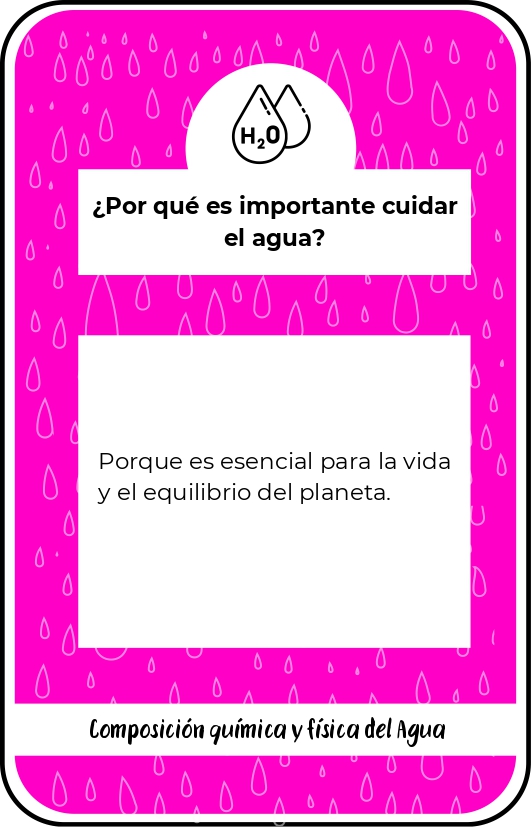 H₂O
¿Por qué es importante cuidar
el agua?
Porque es esencial para la vida
y el equilibrio del planeta.
Composición química y física del Agua